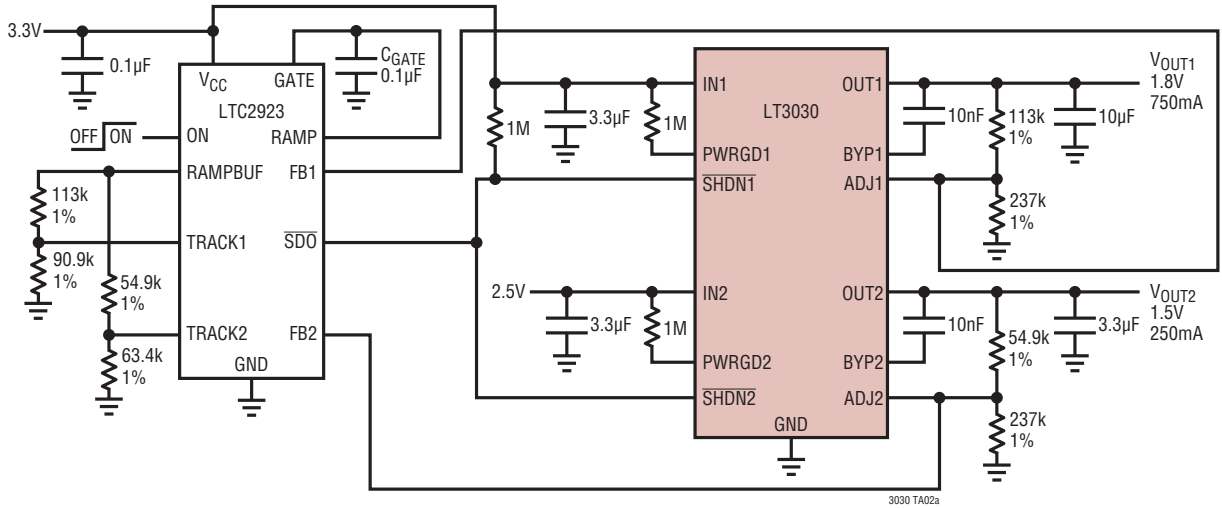 3.3V
0.1µF
VCC
GATE
CGATE
0.1µF
LTC2923
OFF ON
ON
RAMP
RAMPBUF
FB1
113k
1%
TRACK1
SDO
90.9k
1%
54.9k
1%
TRACK2
FB2
63.4k
1%
GND
1M
3.3µF
1M
IN1
OUT1
LT3030
PWRGD1
BYP1
SHDN1
ADJ1
10nF
113k
1%
10µF
VOUT1
1.8V
750mA
237k
1%
2.5V
3.3µF
1M
IN2
OUT2
PWRGD2
BYP2
SHDN2
ADJ2
GND
10nF
54.9k
1%
3.3µF
VOUT2
1.5V
250mA
237k
1%
3030 TA02a